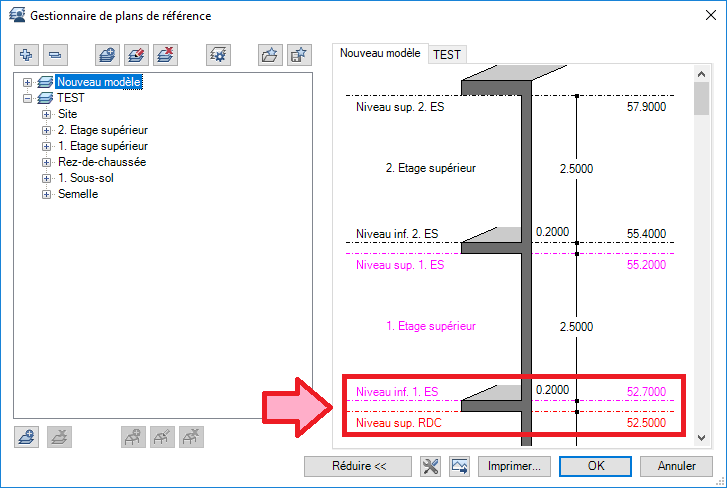 Gestionnaire de plans de référence
Nouveau modèle
TEST
Site
2. Etage supérieur
1. Etage supérieur
Rez-de-chaussée
1. Sous-sol
Semelle
Nouveau modèle TEST
Niveau sup. 2. ES 57.9000
2. Etage supérieur 2.5000
Niveau inf. 2. ES 0.2000 55.4000
Niveau sup. 1. ES 55.2000
1. Etage supérieur 2.5000
Niveau inf. 1. ES 0.2000 52.7000
Niveau sup. RDC 52.5000
Réduire << Imprimer... OK Annuler